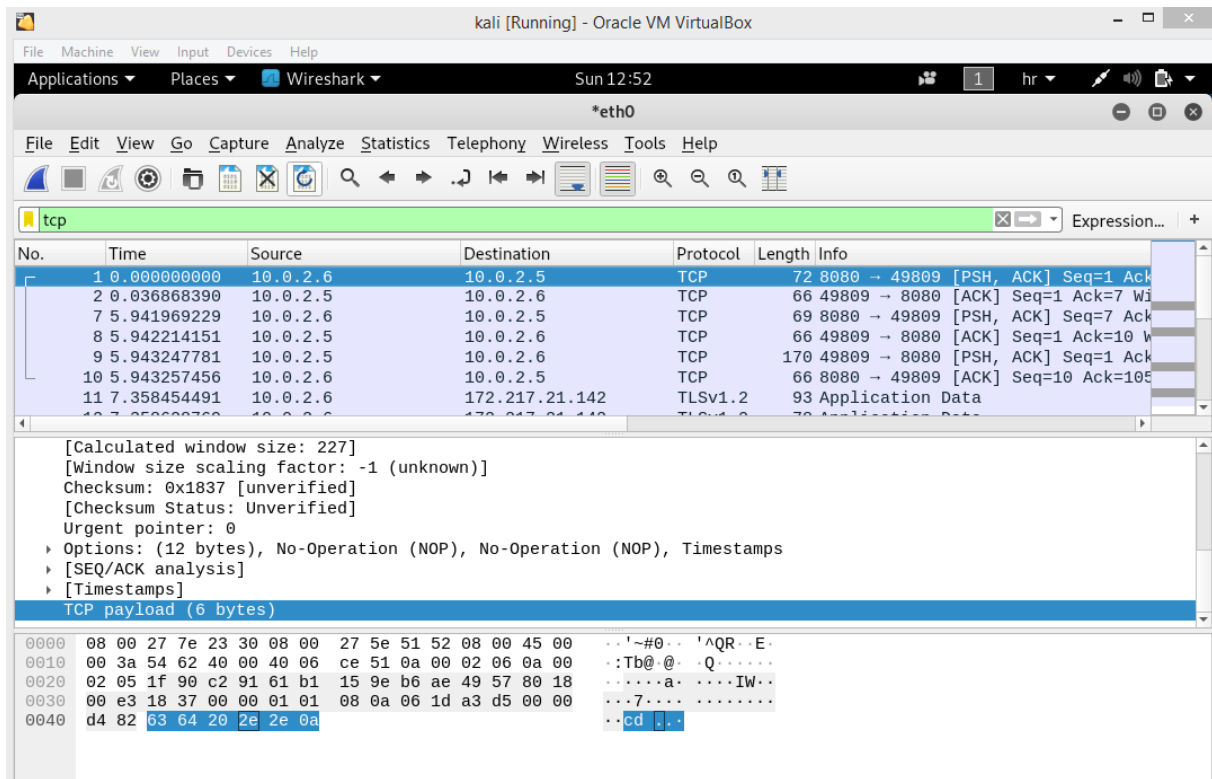 kali [Running] - Oracle VM VirtualBox
File Machine View Input Devices Help
Applications Places Wireshark Sun 12:52 1 hr
*eth0
File Edit View Go Capture Analyze Statistics Telephony Wireless Tools Help
tcp Expression... +
No. Time Source Destination Protocol Length Info
1 0.000000000 10.0.2.6 10.0.2.5 TCP 72 8080 → 49809 [PSH, ACK] Seq=1 Ack
2 0.036868390 10.0.2.5 10.0.2.6 TCP 66 49809 → 8080 [ACK] Seq=1 Ack=7 Wi
7 5.941969229 10.0.2.6 10.0.2.5 TCP 69 8080 → 49809 [PSH, ACK] Seq=7 Ack
8 5.942214151 10.0.2.5 10.0.2.6 TCP 66 49809 → 8080 [ACK] Seq=1 Ack=10 W
9 5.943247781 10.0.2.5 10.0.2.6 TCP 170 49809 → 8080 [PSH, ACK] Seq=1 Ack
10 5.943257456 10.0.2.6 10.0.2.5 TCP 66 8080 → 49809 [ACK] Seq=10 Ack=105
11 7.358454491 10.0.2.6 172.217.21.142 TLSv1.2 93 Application Data
[Calculated window size: 227]
[Window size scaling factor: -1 (unknown)]
Checksum: 0x1837 [unverified]
[Checksum Status: Unverified]
Urgent pointer: 0
Options: (12 bytes), No-Operation (NOP), No-Operation (NOP), Timestamps
[SEQ/ACK analysis]
[Timestamps]
TCP payload (6 bytes)
0000 08 00 27 7e 23 30 08 00 27 5e 51 52 08 00 45 00 ··'~#0·· '^QR··E·
0010 00 3a 54 62 40 00 40 06 ce 51 0a 00 02 06 0a 00 ·:Tb@·@· ·Q······
0020 02 05 1f 90 c2 91 61 b1 15 9e b6 ae 49 57 80 18 ······a· ····IW··
0030 00 e3 18 37 00 00 01 01 08 0a 06 1d a3 d5 00 00 ···7···· ········
0040 d4 82 63 64 20 2e 2e 0a ··cd ..·